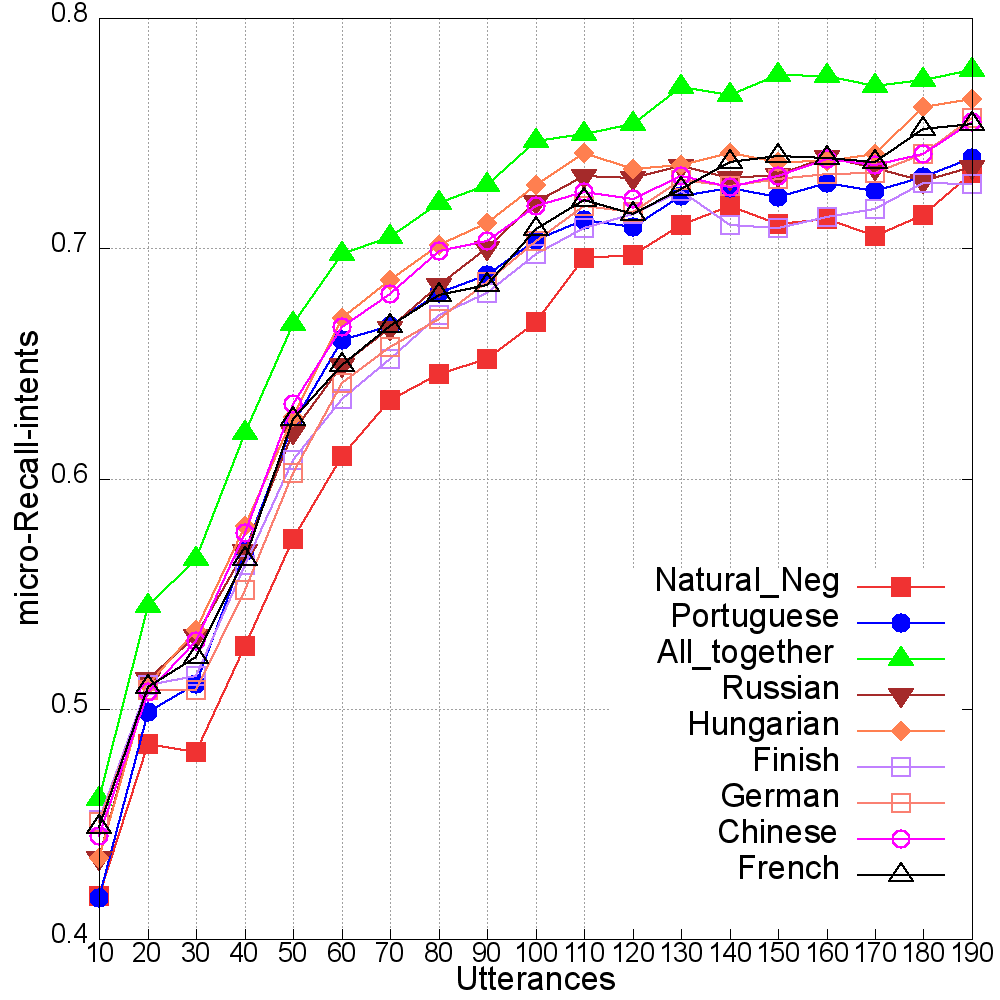 0.8
0.7
0.6
0.5
0.4
micro-Recall-intents
Natural_Neg
Portuguese
All_together
Russian
Hungarian
Finish
German
Chinese
French
10 20 30 40 50 60 70 80 90 100 110 120 130 140 150 160 170 180 190
Utterances